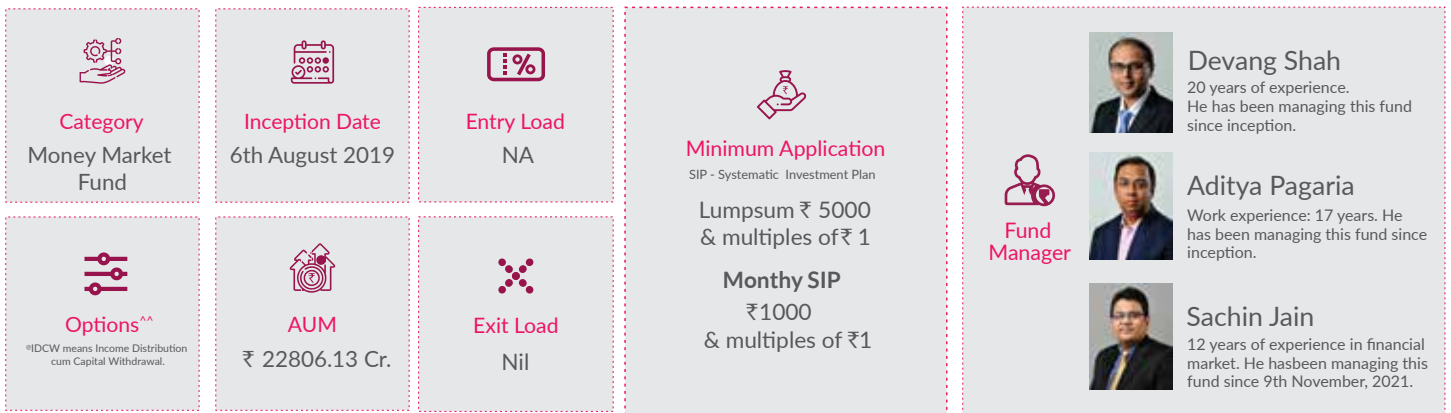 Category
Money Market
Fund
Inception Date
6th August 2019
Entry Load
NA
Options^^
@IDCW means Income Distribution
cum Capital Withdrawal.
AUM
₹ 22806.13 Cr.
Exit Load
Nil
Minimum Application
SIP - Systematic Investment Plan
Lumpsum ₹ 5000
& multiples of ₹ 1
Monthy SIP
₹1000
& multiples of ₹1
Fund
Manager
Devang Shah
20 years of experience.
He has been managing this fund
since inception.
Aditya Pagaria
Work experience: 17 years. He
has been managing this fund since
inception.
Sachin Jain
12 years of experience in financial
market. He hasbeen managing this
fund since 9th November, 2021.